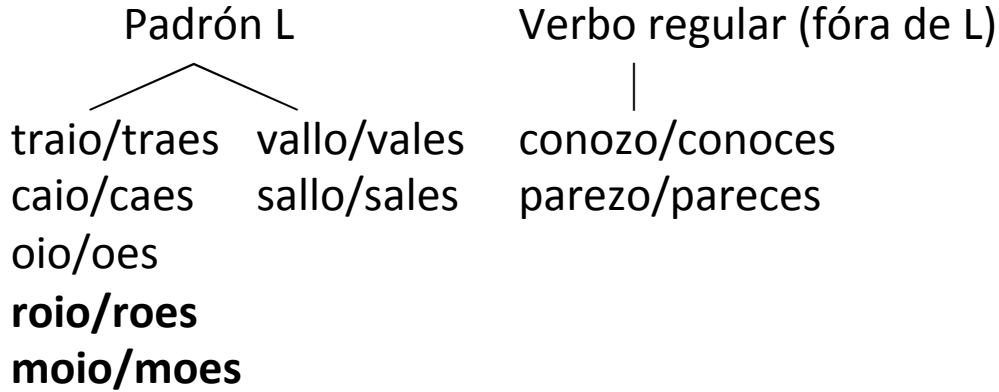 Padrón L Verbo regular (fóra de L)
traio/traes vallo/vales conozo/conoces
caio/caes sallo/sales parezo/pareces
oio/oes
roio/roes
moio/moes